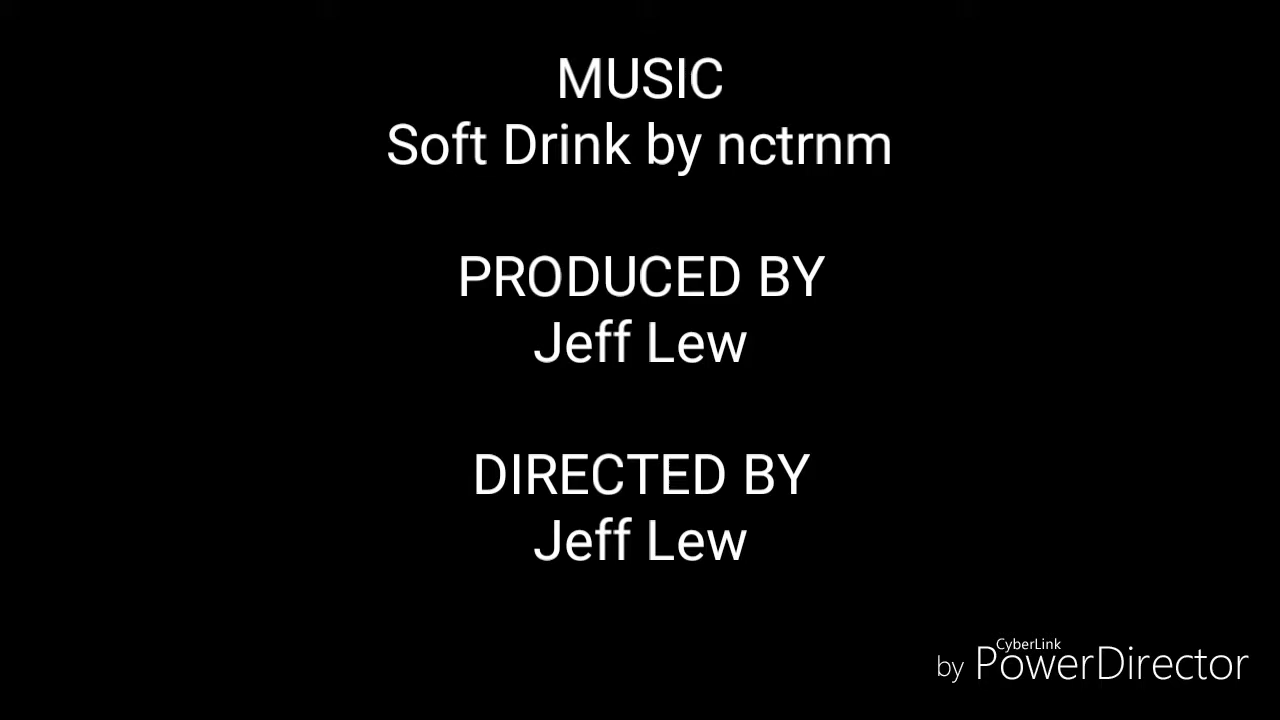 MUSIC
Soft Drink by nctrnm
PRODUCED BY
Jeff Lew
DIRECTED BY
Jeff Lew
CyberLink
by PowerDirector